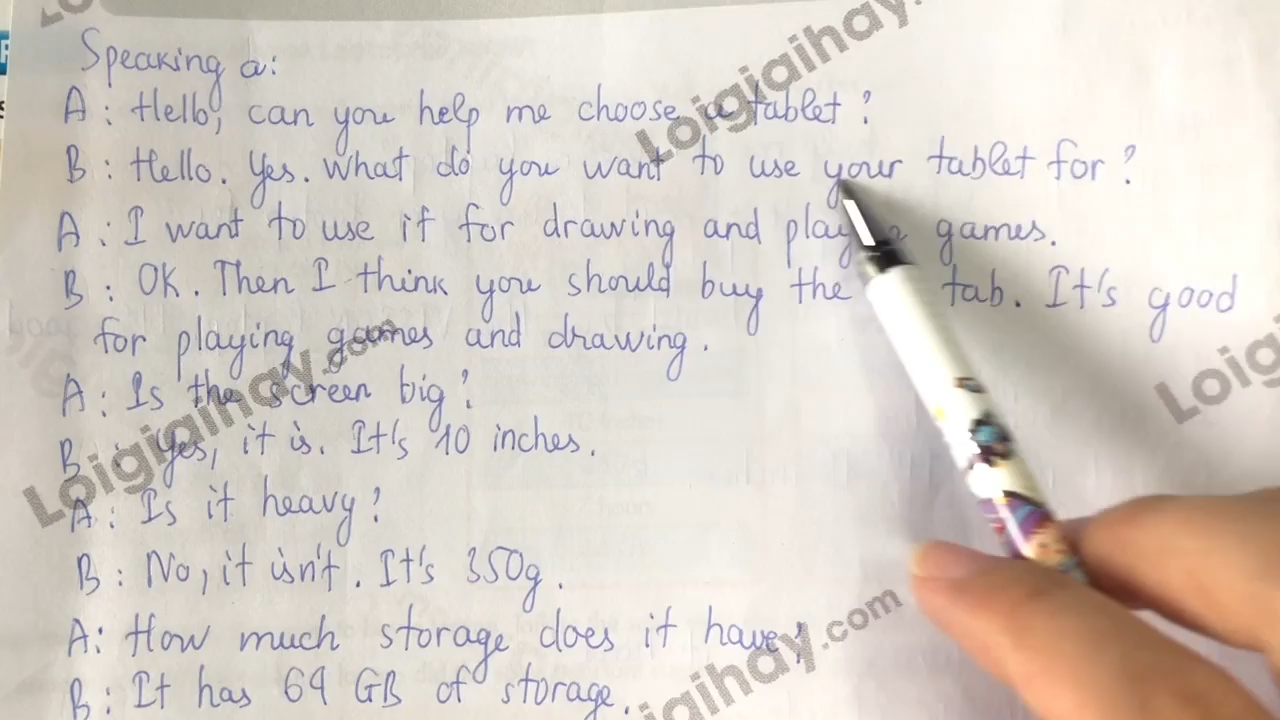 Speaking a:
A: Hello, can you help me choose a tablet?
B: Hello. Yes. What do you want to use your tablet for?
A: I want to use it for drawing and games.
B: OK. Then I think you should buy the tab. It's good
for playing games and drawing.
A: Is the screen big?
B: Yes, it is. It's 10 inches.
A: Is it heavy?
B: No, it isn't. It's 350g.
A: How much storage does it have?
B: It has 64 GB of storage.
Loigiaihay.com
Loigiaihay.com
Loigiaihay.com